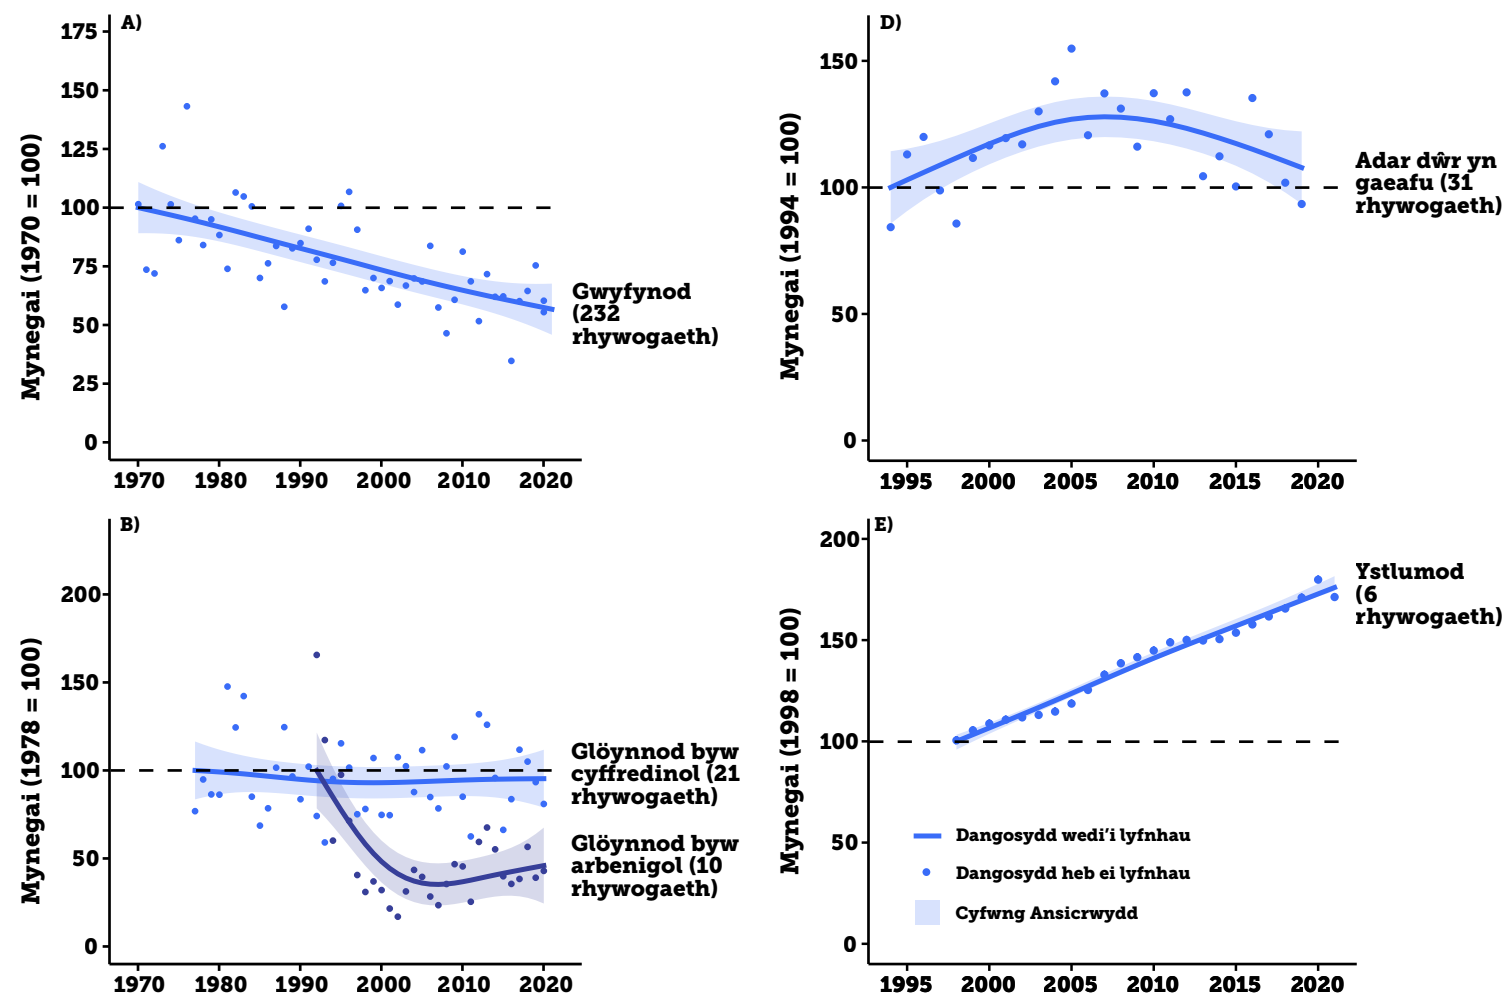 A)
Mynegai (1970 = 100)
175
150
125
100
75
50
25
0
1970 1980 1990 2000 2010 2020
Gwyfynod
(232
rhywogaeth)
D)
Mynegai (1994 = 100)
150
100
50
0
1995 2000 2005 2010 2015 2020
Adar dŵr yn
gaeafu (31
rhywogaeth)
B)
Mynegai (1978 = 100)
200
150
100
50
0
1970 1980 1990 2000 2010 2020
Glöynnod byw
cyffredinol (21
rhywogaeth)
Glöynnod byw
arbenigol (10
rhywogaeth)
E)
Mynegai (1998 = 100)
200
150
100
50
0
1995 2000 2005 2010 2015 2020
Ystlumod
(6
rhywogaeth)
Dangosydd wedi’i lyfnhau
Dangosydd heb ei lyfnhau
Cyfwng Ansicrwydd